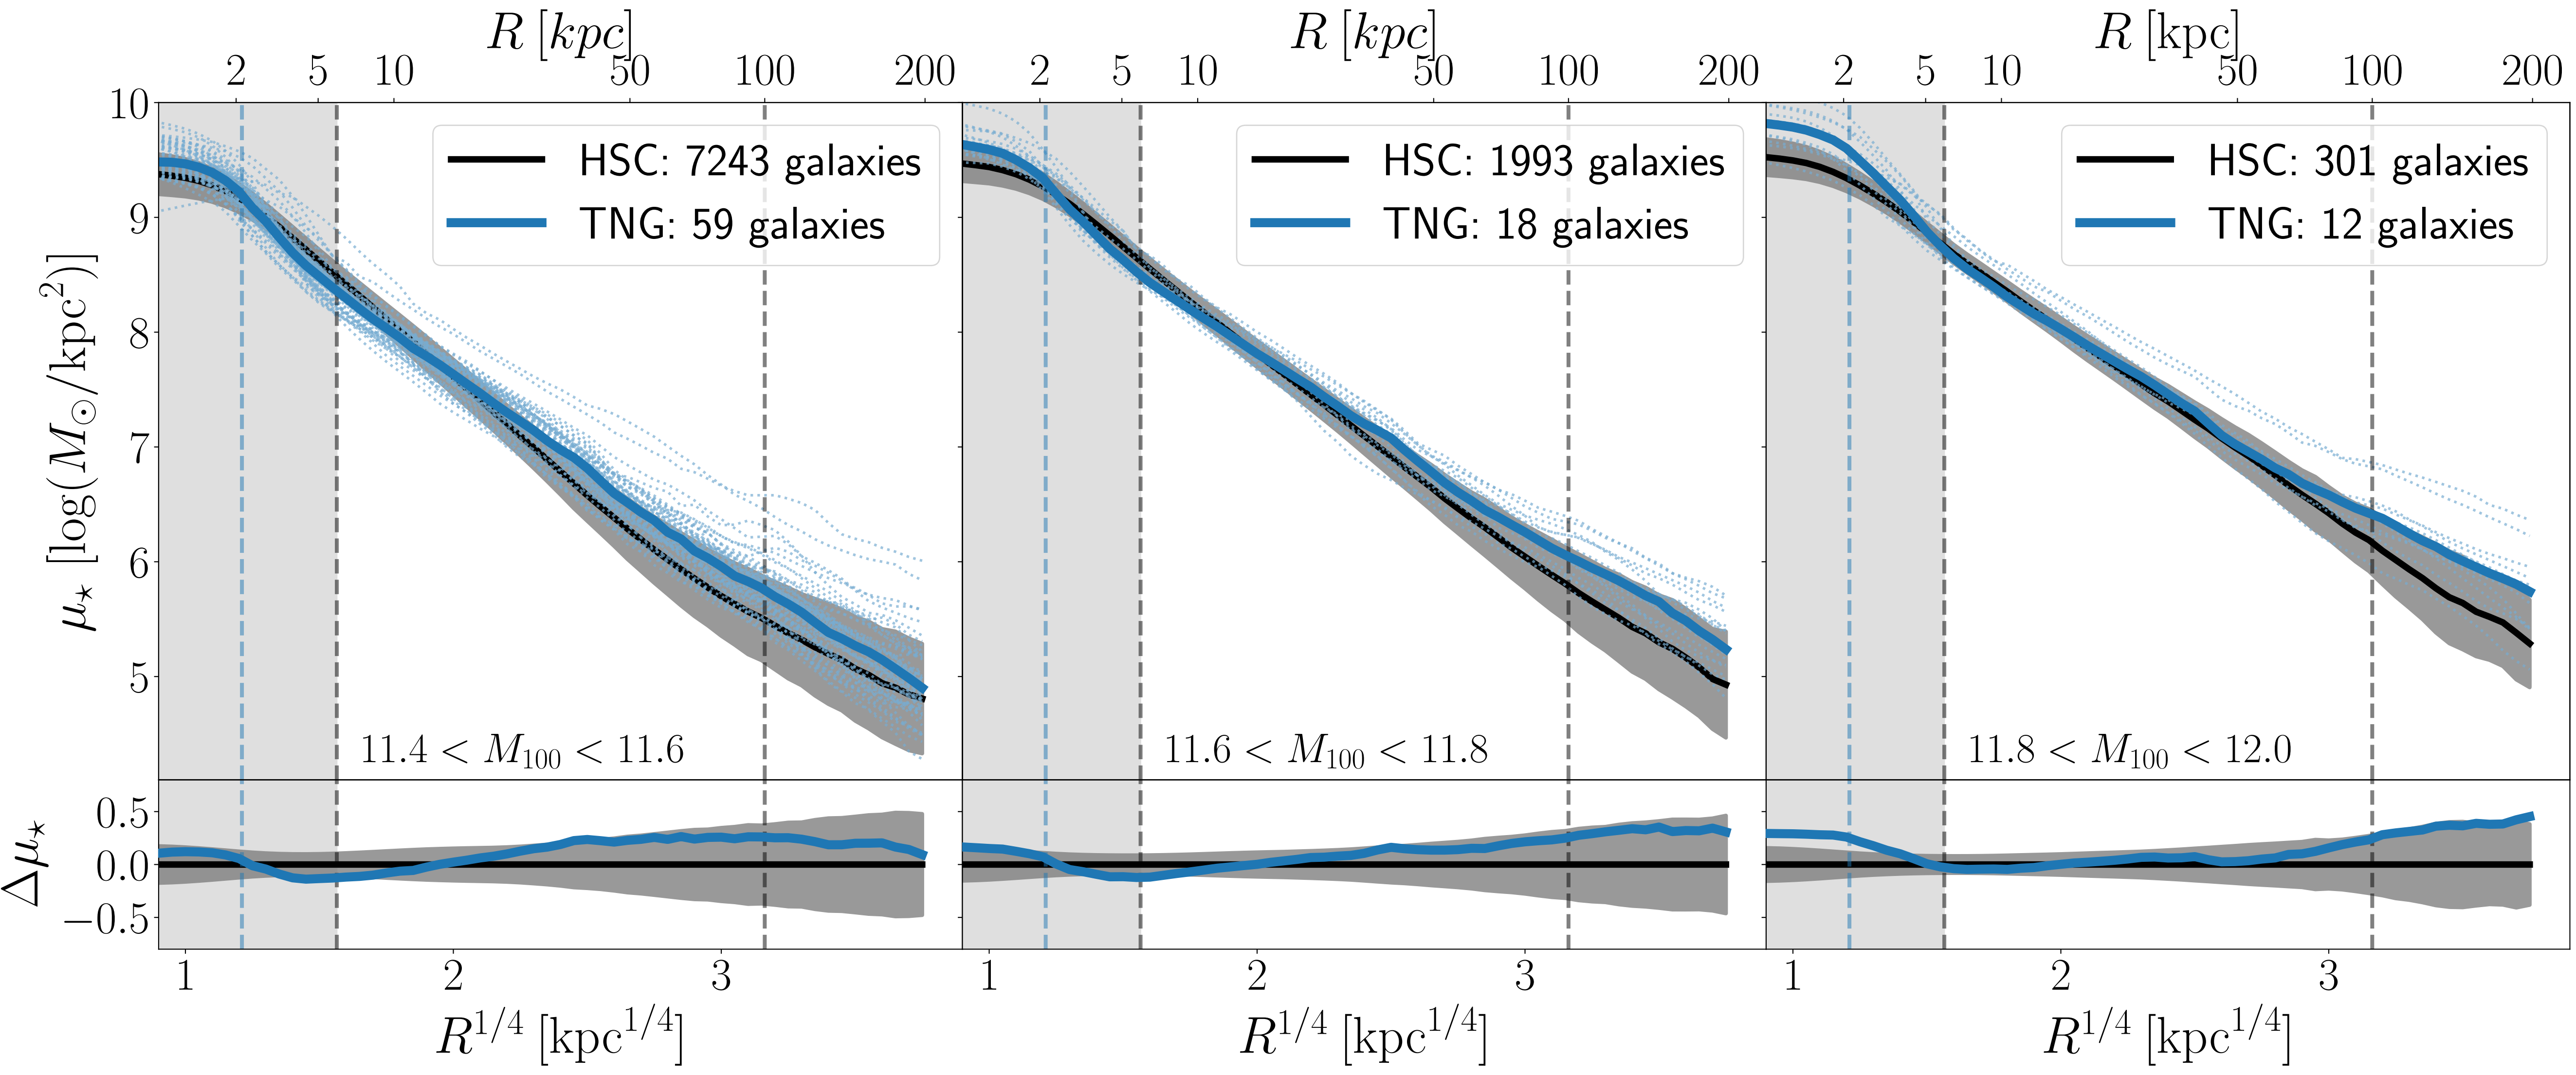 R [kpc] R [kpc] R [kpc]
2 5 10 50 100 200 2 5 10 50 100 200 2 5 10 50 100 200
10
9
8
7
6
5
μ⋆ [log(M⊙/kpc²)]
HSC: 7243 galaxies
TNG: 59 galaxies
11.4 < M₁₀₀ < 11.6
HSC: 1993 galaxies
TNG: 18 galaxies
11.6 < M₁₀₀ < 11.8
HSC: 301 galaxies
TNG: 12 galaxies
11.8 < M₁₀₀ < 12.0
Δμ⋆
0.5
0.0
−0.5
1 2 3 1 2 3 1 2 3
R^{1/4} [kpc^{1/4}] R^{1/4} [kpc^{1/4}] R^{1/4} [kpc^{1/4}]